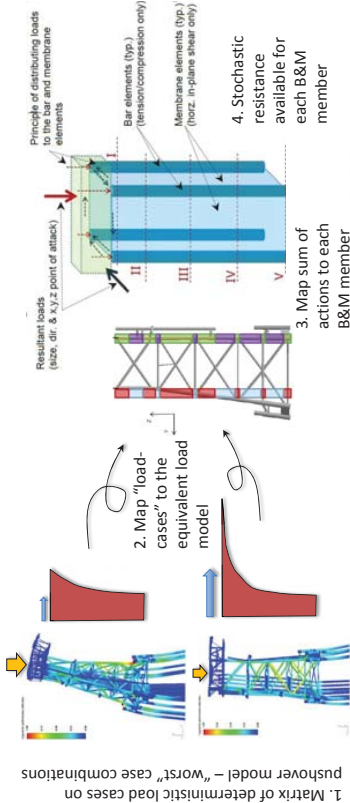 1. Matrix of deterministic load cases on
pushover model – "worst" case combinations
2. Map "load-
cases" to the
equivalent load
model
3. Map sum of
actions to each
B&M member
4. Stochastic
resistance
available for
each B&M
member
Resultant loads
(size, dir. & x,y,z point of attack)
Principle of distributing loads
to the bar and membrane
elements
Bar elements (typ.)
(tension/compression only)
Membrane elements (typ.)
(horz. in-plane shear only)
I
II
III
IV
V
Z